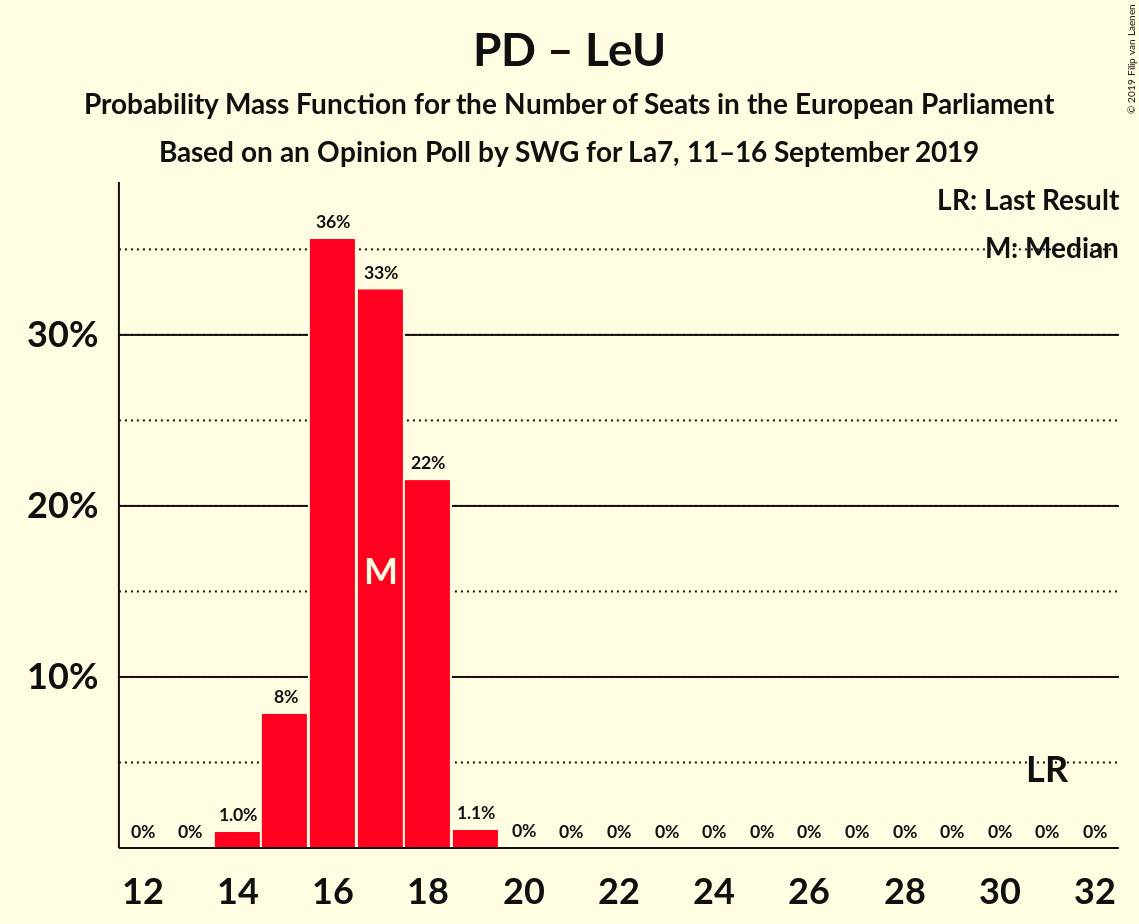 PD – LeU
Probability Mass Function for the Number of Seats in the European Parliament
Based on an Opinion Poll by SWG for La7, 11–16 September 2019
© 2019 Filip van Laenen
LR: Last Result
M: Median
30%
20%
10%
0% 0% 1.0% 8% 36% 33% 22% 1.1% 0% 0% 0% 0% 0% 0% 0% 0% 0% 0% 0% 0% 0%
M
LR
12 14 16 18 20 22 24 26 28 30 32